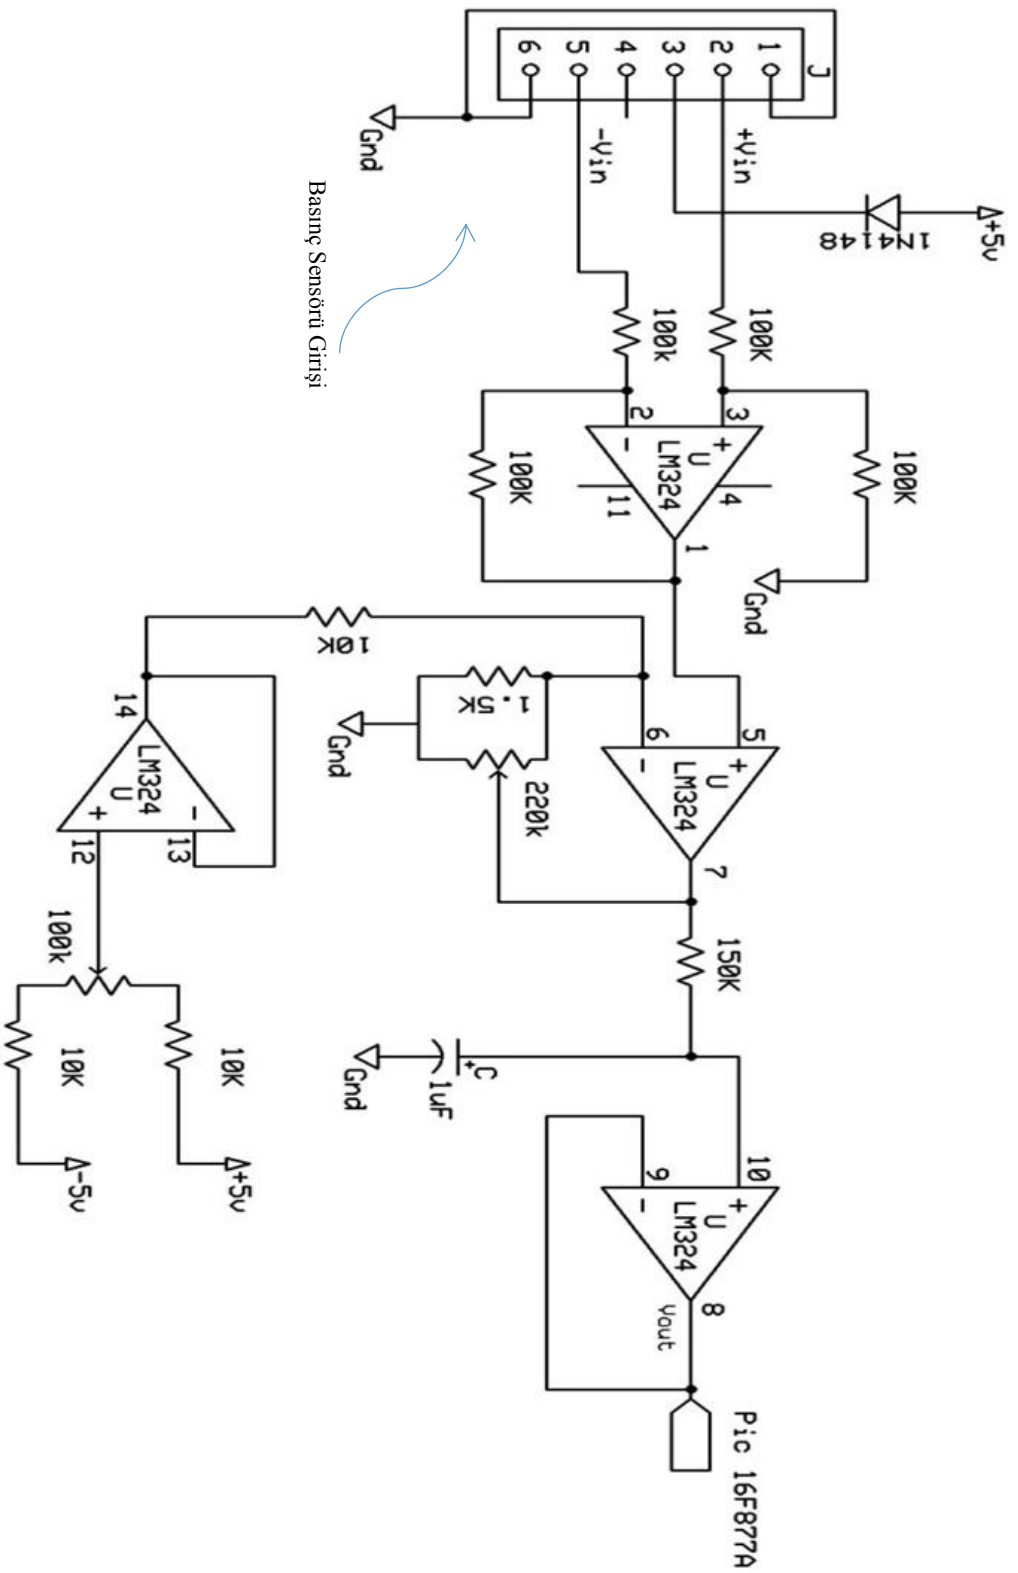 J
1
2
3
4
5
6
Gnd
+Vin
-Vin
+5v
1N4148
Basınç Sensörü Girişi
100K
100k
100K
100K
Gnd
3
2
+
-
U
LM324
4
11
1
10K
1.5K
220k
Gnd
5
6
+
-
U
LM324
7
14
LM324
U
-
+
13
12
100k
10K
10K
+5v
-5v
150K
+C
1uF
Gnd
10
9
+
-
U
LM324
8
Vout
Pic 16F877A